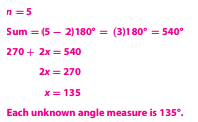 n = 5
Sum = (5 − 2)180° = (3)180° = 540°
270 + 2x = 540
2x = 270
x = 135
Each unknown angle measure is 135°.